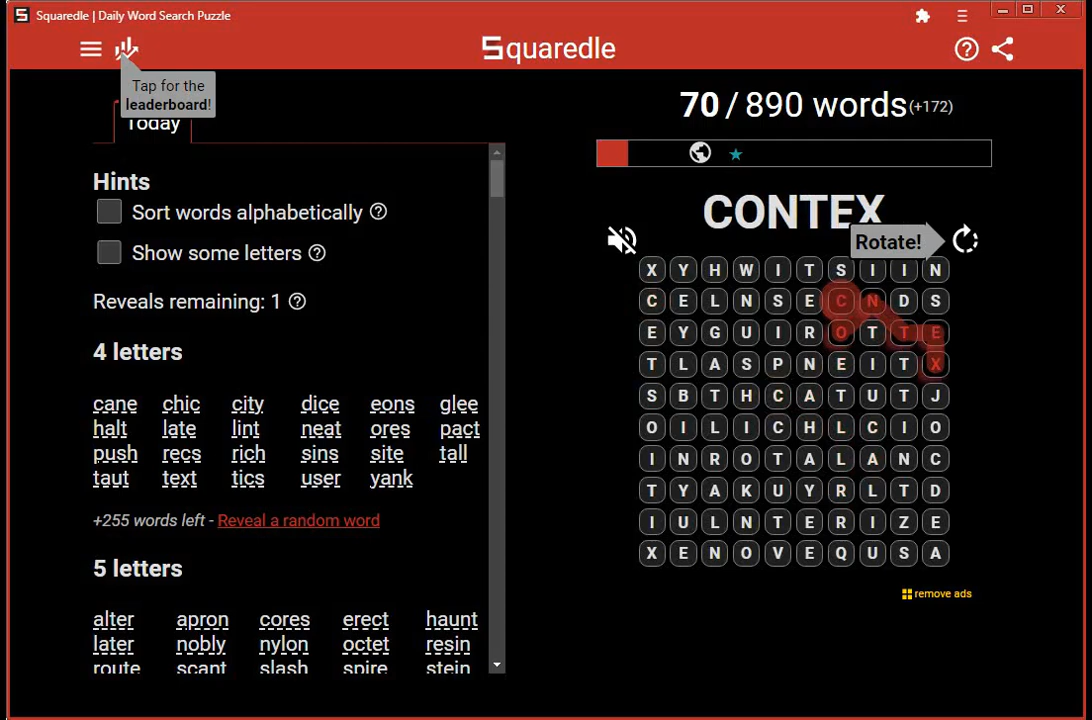 Squaredle | Daily Word Search Puzzle
Squaredle
Tap for the
leaderboard!
Today
Hints
Sort words alphabetically
Show some letters
Reveals remaining: 1
4 letters
cane chic city dice eons glee
halt late lint neat ores pact
push recs rich sins site tall
taut text tics user yank
+255 words left - Reveal a random word
5 letters
alter apron cores erect haunt
later nobly nylon octet resin
route scant slash spire stein
70 / 890 words (+172)
CONTEX
Rotate!
X Y H W I T S I I N
C E L N S E C N D S
E Y G U I R O T T E
T L A S P N E I T X
S B T H C A T U T J
O I L I C H L C I O
I N R O T A L A N C
T Y A K U Y R L T D
I U L N T E R I Z E
X E N O V E Q U S A
remove ads